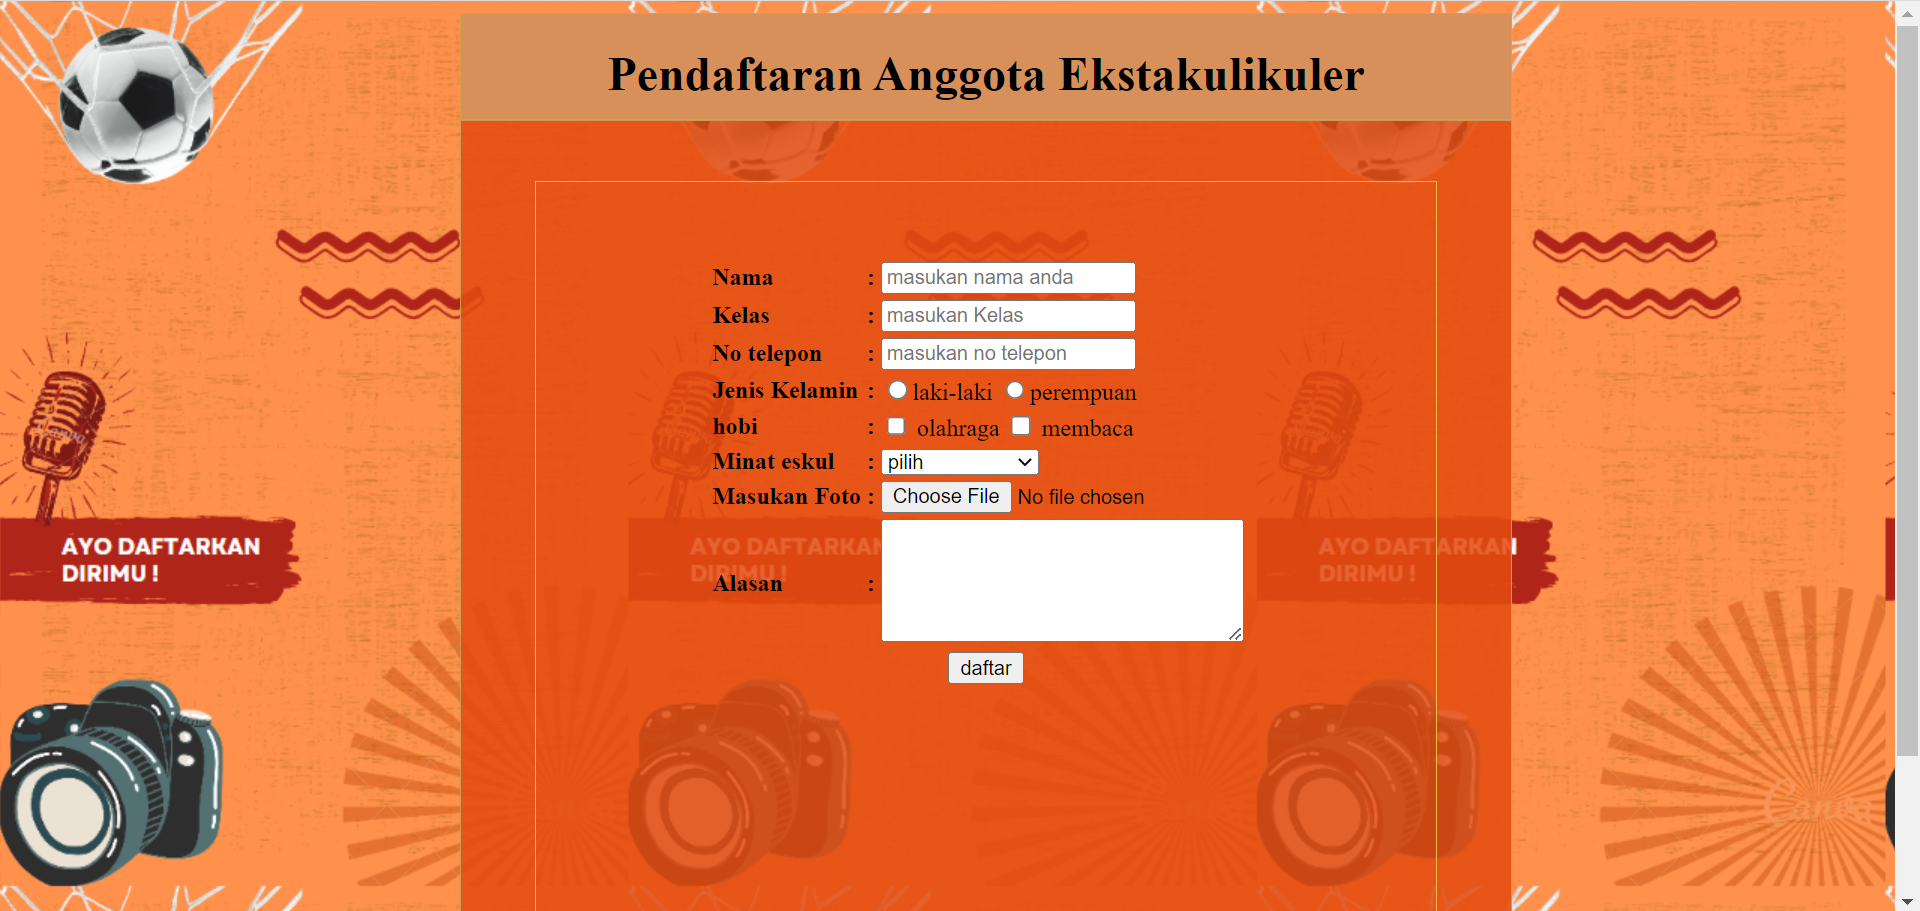 Pendaftaran Anggota Ekstakulikuler
Nama : masukan nama anda
Kelas : masukan Kelas
No telepon : masukan no telepon
Jenis Kelamin : laki-laki perempuan
hobi : olahraga membaca
Minat eskul : pilih
Masukan Foto : Choose File No file chosen
Alasan :
daftar
AYO DAFTARKAN
DIRIMU !
AYO DAFTARKAN
DIRIMU !
AYO DAFTARKAN
DIRIMU !
Canva